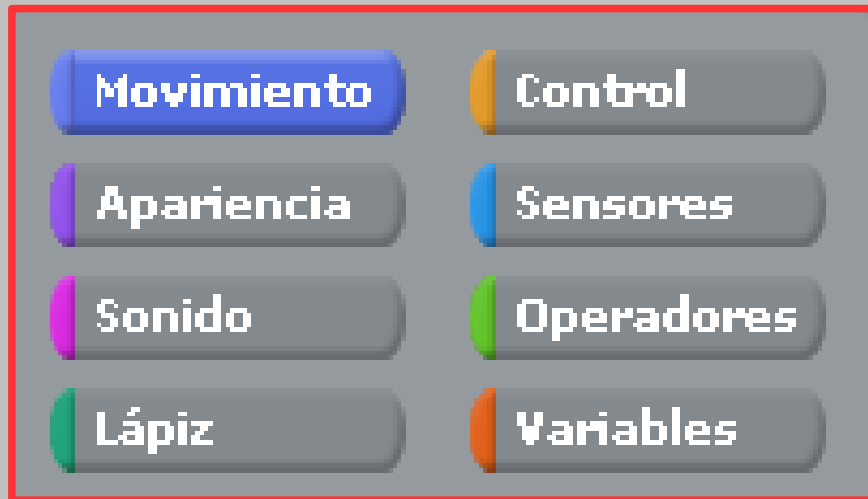 Movimiento
Control
Apariencia
Sensores
Sonido
Operadores
Lápiz
Variables